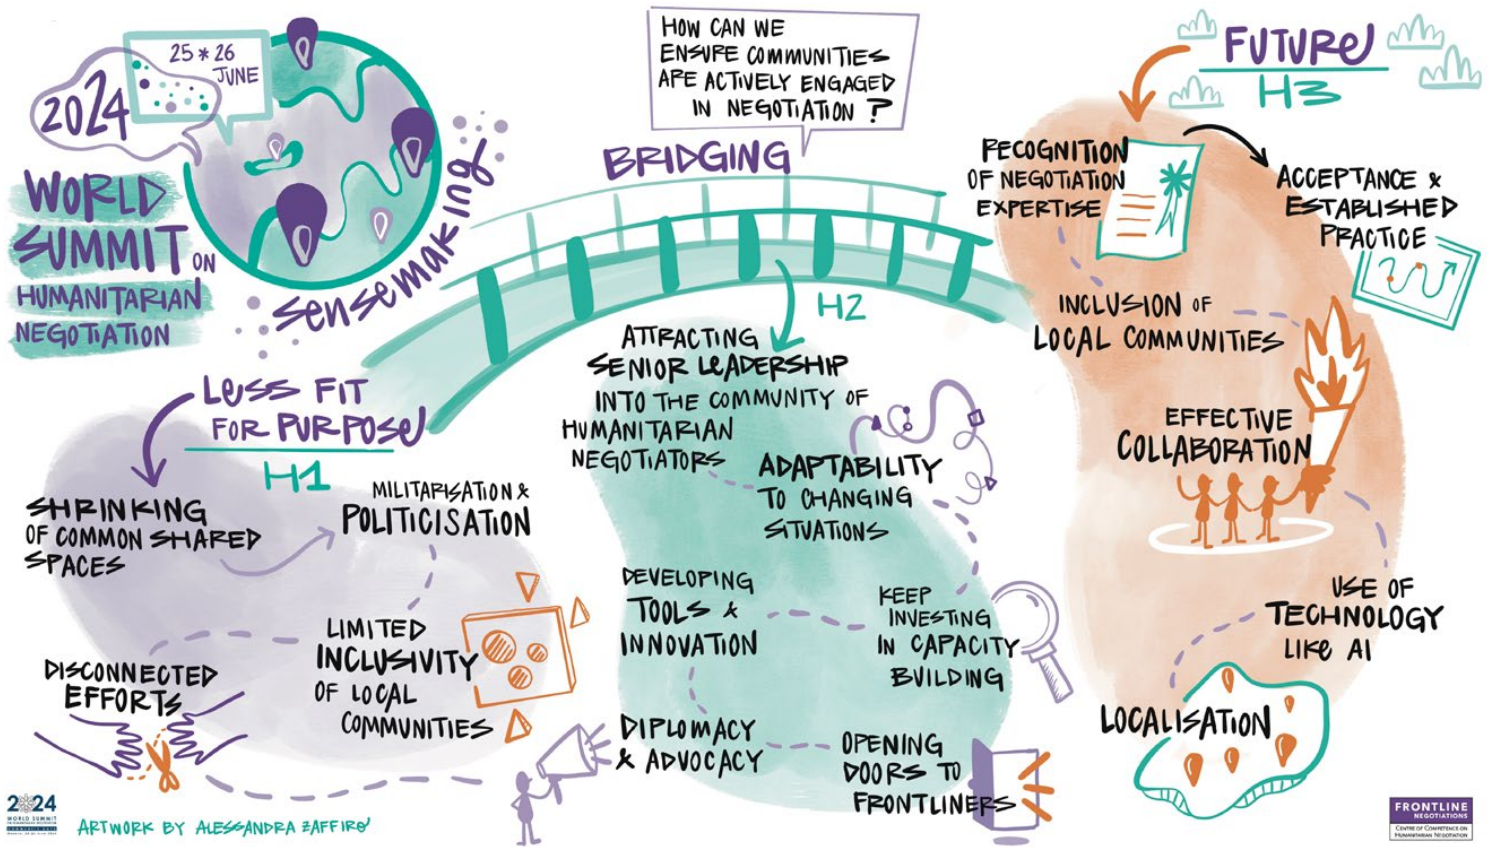 2024
25 * 26
JUNE
WORLD
SUMMIT ON
HUMANITARIAN
NEGOTIATION
sensemaking
HOW CAN WE
ENSURE COMMUNITIES
ARE ACTIVELY ENGAGED
IN NEGOTIATION ?
BRIDGING
FUTURE
H3
LESS FIT
FOR PURPOSE
H1
SHRINKING
OF COMMON SHARED
SPACES
MILITARISATION &
POLITICISATION
LIMITED
INCLUSIVITY
OF LOCAL
COMMUNITIES
DISCONNECTED
EFFORTS
H2
ATTRACTING
SENIOR LEADERSHIP
INTO THE COMMUNITY OF
HUMANITARIAN
NEGOTIATORS
ADAPTABILITY
TO CHANGING
SITUATIONS
DEVELOPING
TOOLS &
INNOVATION
KEEP
INVESTING
IN CAPACITY
BUILDING
DIPLOMACY
& ADVOCACY
OPENING
DOORS TO
FRONTLINERS
RECOGNITION
OF NEGOTIATION
EXPERTISE
ACCEPTANCE &
ESTABLISHED
PRACTICE
INCLUSION OF
LOCAL COMMUNITIES
EFFECTIVE
COLLABORATION
USE OF
TECHNOLOGY
LIKE AI
LOCALISATION
2024
WORLD SUMMIT
ARTWORK BY ALESSANDRA ZAFFIRO
FRONTLINE
NEGOTIATIONS
CENTRE OF COMPETENCE ON
HUMANITARIAN NEGOTIATION